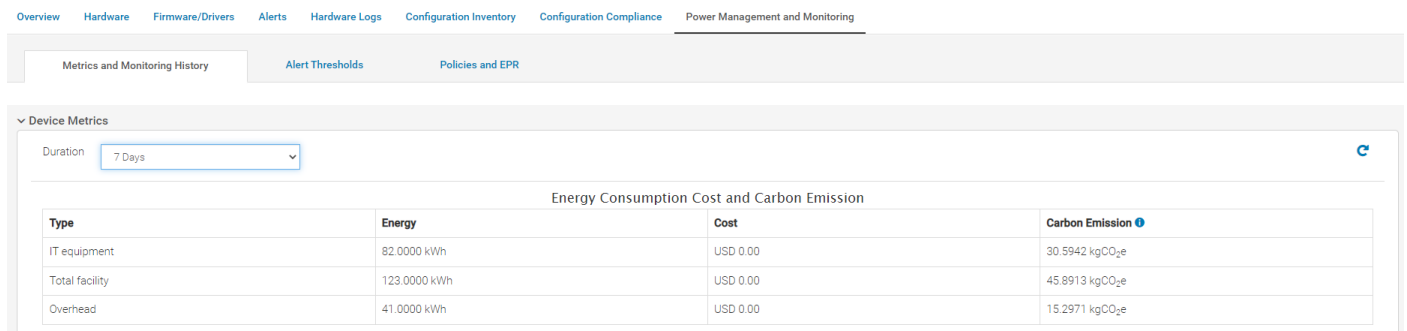 Overview Hardware Firmware/Drivers Alerts Hardware Logs Configuration Inventory Configuration Compliance Power Management and Monitoring
Metrics and Monitoring History Alert Thresholds Policies and EPR
Device Metrics
Duration 7 Days
Energy Consumption Cost and Carbon Emission
Type Energy Cost Carbon Emission
IT equipment 82.0000 kWh USD 0.00 30.5942 kgCO₂e
Total facility 123.0000 kWh USD 0.00 45.8913 kgCO₂e
Overhead 41.0000 kWh USD 0.00 15.2971 kgCO₂e